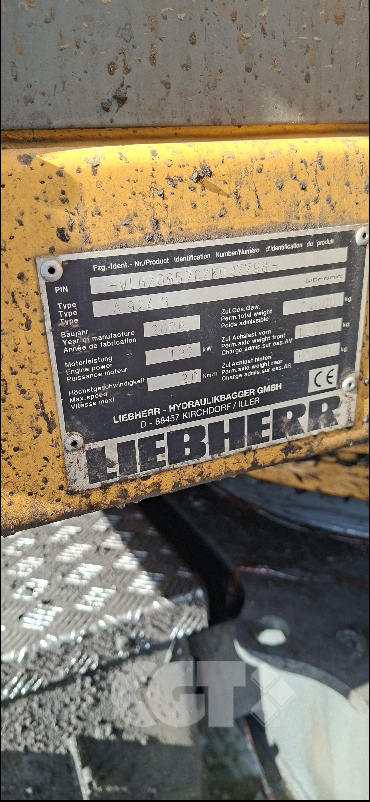 Fzg.-Ident.- Nr./Product Identification Number/Numéro d'identification du produit
PIN
LIEBHERR
Type
Type
Type
Baujahr
Year of manufacture
Année de fabrication
Motorleistung
Engine power
Puissance moteur
kW
Höchstgeschwindigkeit
Max.speed
Vitesse maxi
km/h
Zul.Ges.Gew.
Perm.total weight
Poids admissible
kg
Zul.Achslast vorn
Perm.axle weight front
Charge admis.sur ess.AV
kg
Zul.Achslast hinten
Perm.axle weight rear
Charge admis.sur ess.AR
kg
CE
LIEBHERR - HYDRAULIKBAGGER GMBH
D - 88457 KIRCHDORF / ILLER
LIEBHERR